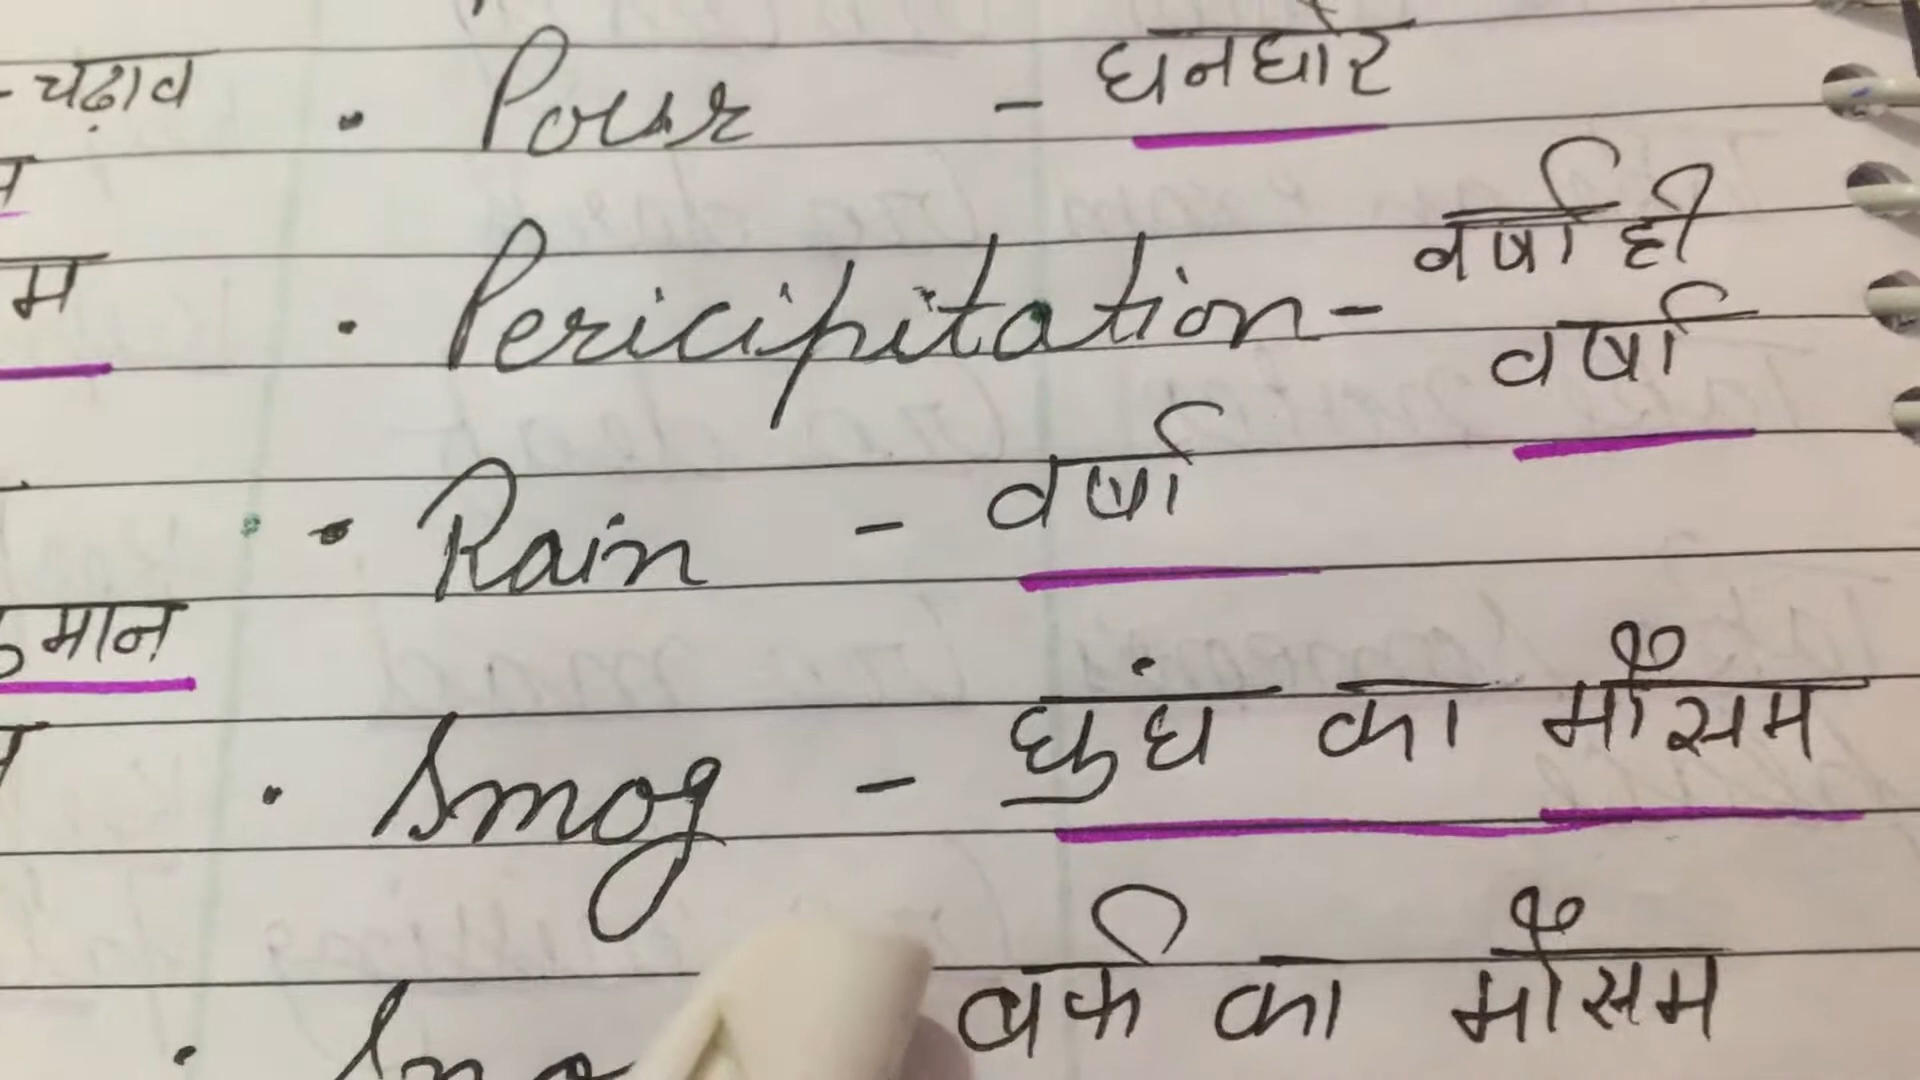 -चढ़ाव
• Pour - घनघोर
म
• Pericipitation - वर्षा ही
वर्षा
• Rain - वर्षा
मान
• Smog - धुंध का मौसम
बर्फ का मौसम